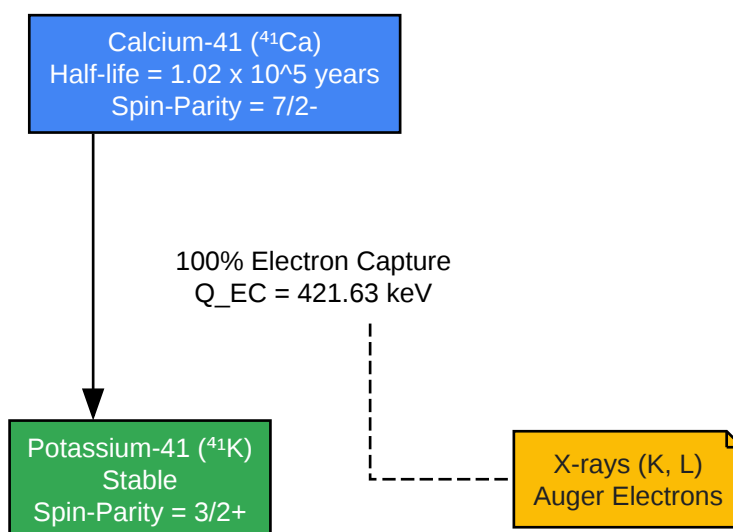 Calcium-41 (⁴¹Ca)
Half-life = 1.02 x 10^5 years
Spin-Parity = 7/2-
100% Electron Capture
Q_EC = 421.63 keV
Potassium-41 (⁴¹K)
Stable
Spin-Parity = 3/2+
X-rays (K, L)
Auger Electrons